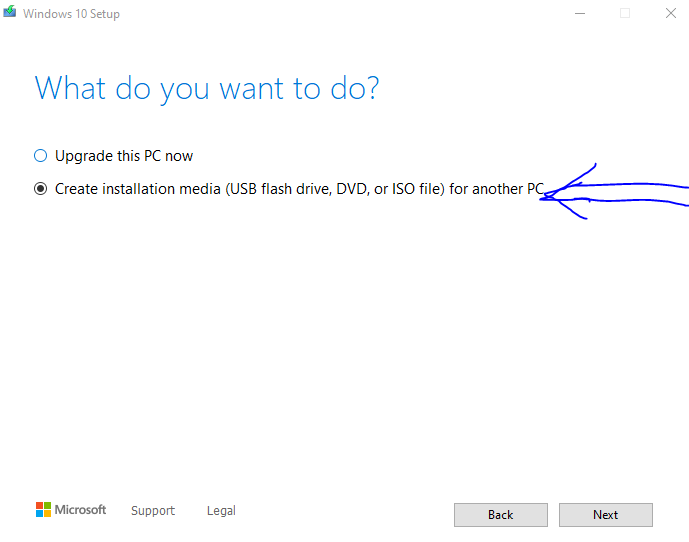 Windows 10 Setup
What do you want to do?
Upgrade this PC now
Create installation media (USB flash drive, DVD, or ISO file) for another PC
Microsoft Support Legal Back Next